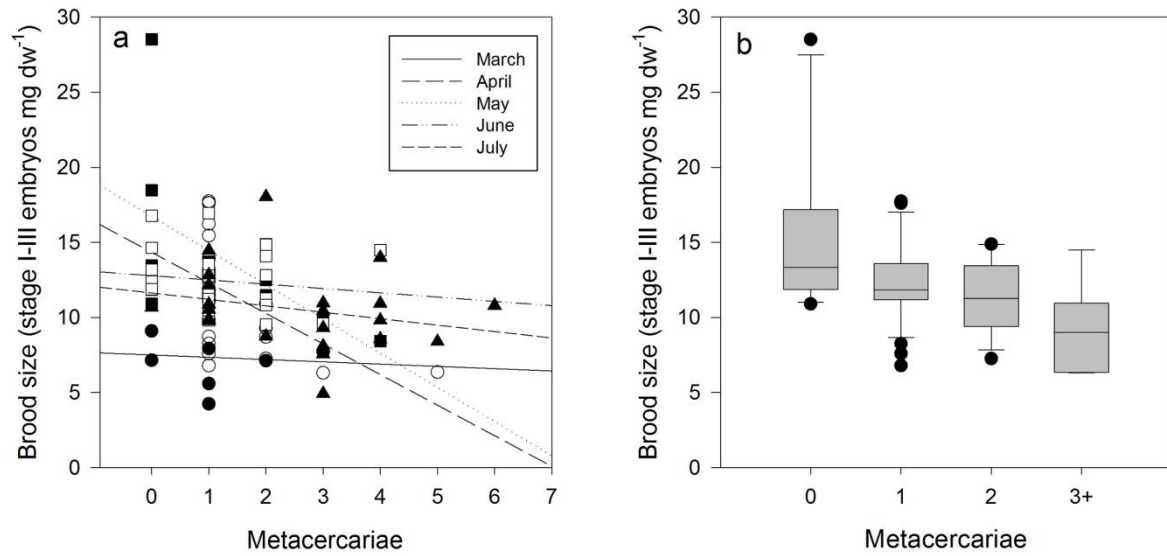 a
Brood size (stage I-III embryos mg dw⁻¹)
30
25
20
15
10
5
0
March
April
May
June
July
0 1 2 3 4 5 6 7
Metacercariae
b
Brood size (stage I-III embryos mg dw⁻¹)
30
25
20
15
10
5
0
0 1 2 3+
Metacercariae